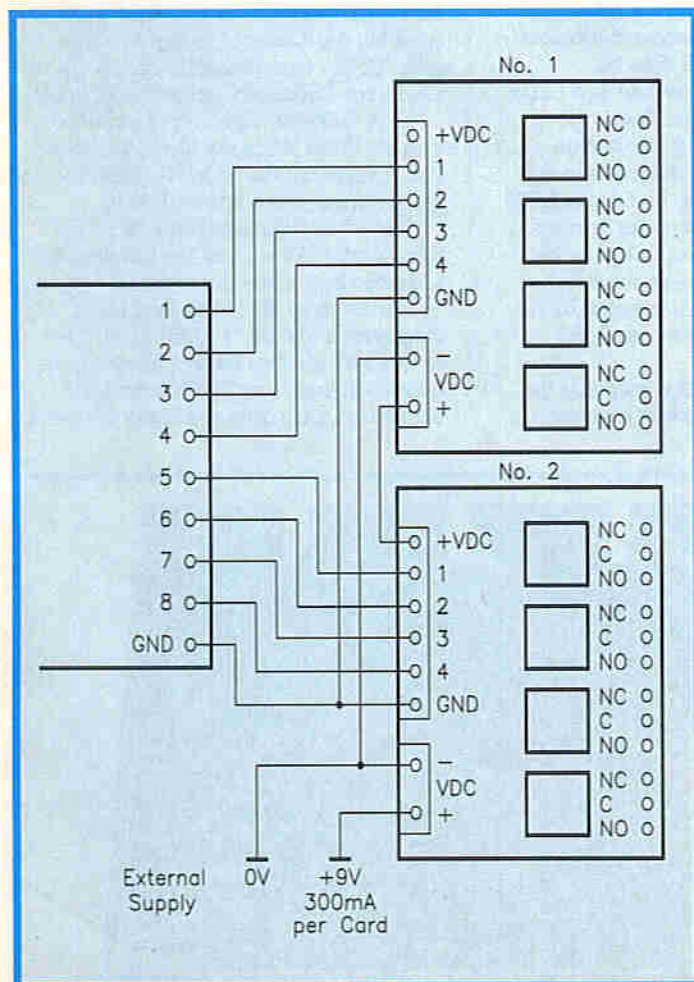 No. 1
+VDC
1
2
3
4
GND
-
VDC
+
NC
C
NO
NC
C
NO
NC
C
NO
NC
C
NO
1
2
3
4
5
6
7
8
GND
No. 2
+VDC
1
2
3
4
GND
-
VDC
+
NC
C
NO
NC
C
NO
NC
C
NO
NC
C
NO
External
Supply
0V
+9V
300mA
per Card